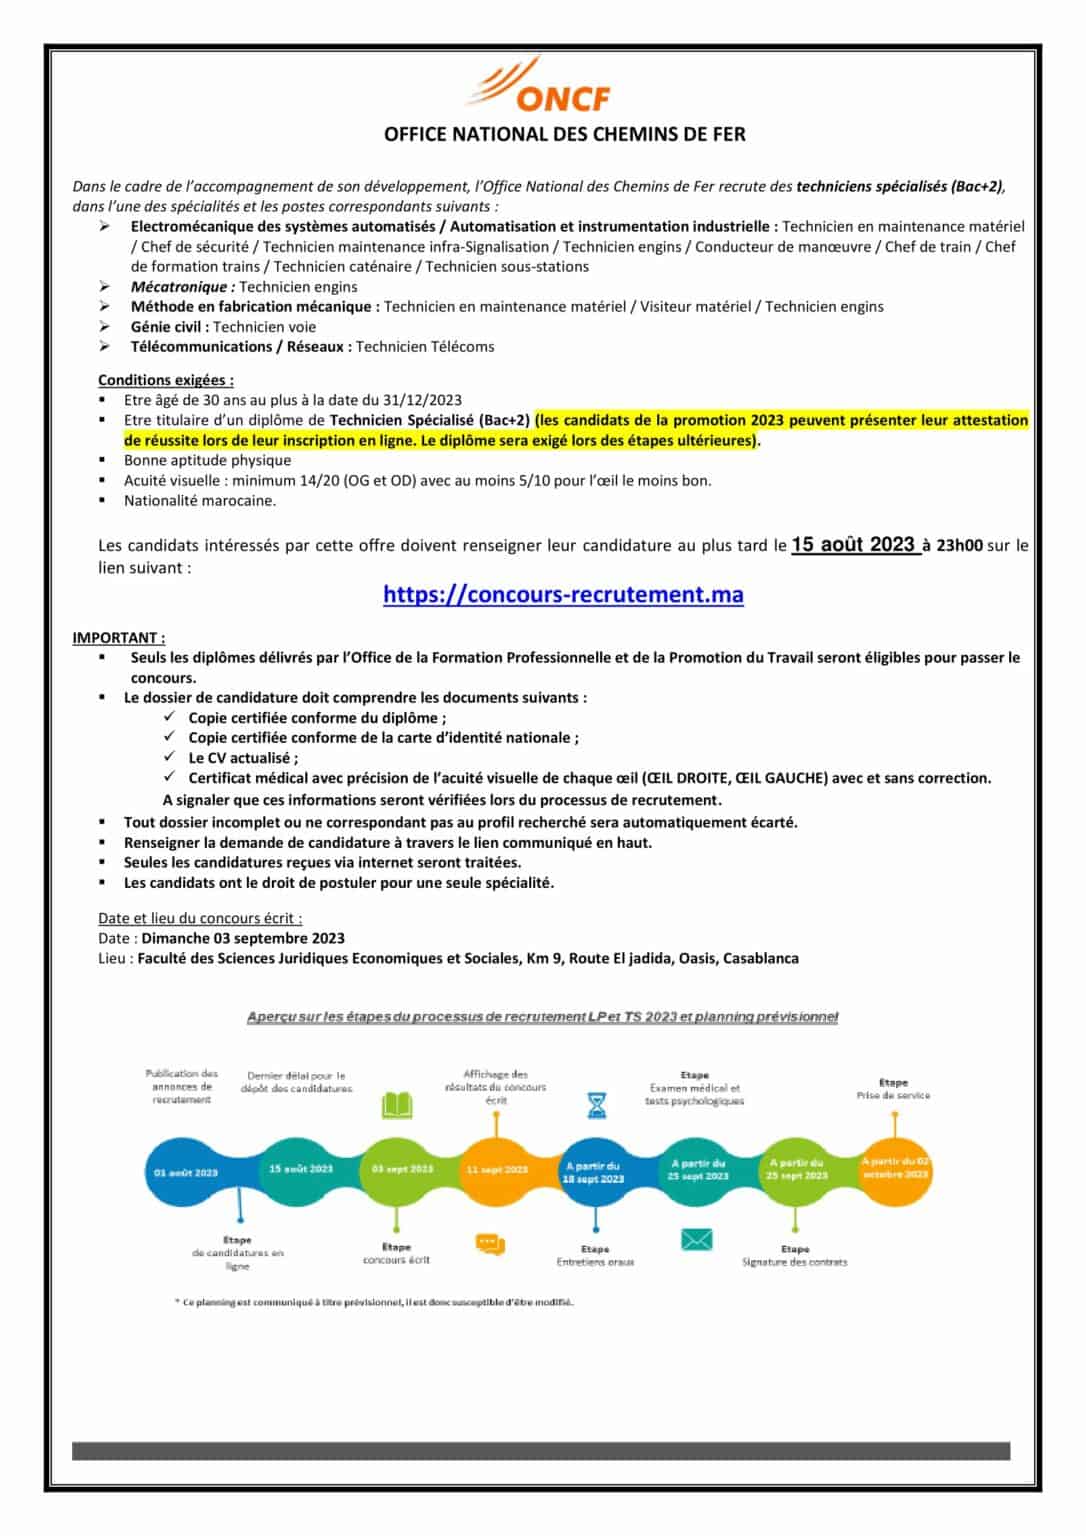 ONCF
OFFICE NATIONAL DES CHEMINS DE FER
Dans le cadre de l'accompagnement de son développement, l'Office National des Chemins de Fer recrute des techniciens spécialisés (Bac+2),
dans l'une des spécialités et les postes correspondants suivants :
➢ Electromécanique des systèmes automatisés / Automatisation et instrumentation industrielle : Technicien en maintenance matériel
/ Chef de sécurité / Technicien maintenance infra-Signalisation / Technicien engins / Conducteur de manœuvre / Chef de train / Chef
de formation trains / Technicien caténaire / Technicien sous-stations
➢ Mécatronique : Technicien engins
➢ Méthode en fabrication mécanique : Technicien en maintenance matériel / Visiteur matériel / Technicien engins
➢ Génie civil : Technicien voie
➢ Télécommunications / Réseaux : Technicien Télécoms
Conditions exigées :
▪ Etre âgé de 30 ans au plus à la date du 31/12/2023
▪ Etre titulaire d'un diplôme de Technicien Spécialisé (Bac+2) (les candidats de la promotion 2023 peuvent présenter leur attestation
de réussite lors de leur inscription en ligne. Le diplôme sera exigé lors des étapes ultérieures).
▪ Bonne aptitude physique
▪ Acuité visuelle : minimum 14/20 (OG et OD) avec au moins 5/10 pour l'œil le moins bon.
▪ Nationalité marocaine.
Les candidats intéressés par cette offre doivent renseigner leur candidature au plus tard le 15 août 2023 à 23h00 sur le
lien suivant :
https://concours-recrutement.ma
IMPORTANT :
▪ Seuls les diplômes délivrés par l'Office de la Formation Professionnelle et de la Promotion du Travail seront éligibles pour passer le
concours.
▪ Le dossier de candidature doit comprendre les documents suivants :
✓ Copie certifiée conforme du diplôme ;
✓ Copie certifiée conforme de la carte d'identité nationale ;
✓ Le CV actualisé ;
✓ Certificat médical avec précision de l'acuité visuelle de chaque œil (ŒIL DROITE, ŒIL GAUCHE) avec et sans correction.
A signaler que ces informations seront vérifiées lors du processus de recrutement.
▪ Tout dossier incomplet ou ne correspondant pas au profil recherché sera automatiquement écarté.
▪ Renseigner la demande de candidature à travers le lien communiqué en haut.
▪ Seules les candidatures reçues via internet seront traitées.
▪ Les candidats ont le droit de postuler pour une seule spécialité.
Date et lieu du concours écrit :
Date : Dimanche 03 septembre 2023
Lieu : Faculté des Sciences Juridiques Economiques et Sociales, Km 9, Route El jadida, Oasis, Casablanca
Aperçu sur les étapes du processus de recrutement LP et TS 2023 et planning prévisionnel
Publication des
annonces de
recrutement
Dernier délai pour le
dépôt des candidatures
Affichage des
résultats du concours
écrit
Etape
Examen médical et
tests psychologiques
Etape
Prise de service
01 août 2023
15 août 2023
03 sept 2023
11 sept 2023
A partir du
18 sept 2023
A partir du
25 sept 2023
A partir du
25 sept 2023
A partir du 02
octobre 2023
Etape
de candidatures en
ligne
Etape
concours écrit
Etape
Entretiens oraux
Etape
Signature des contrats
* Ce planning est communiqué à titre prévisionnel, il est donc susceptible d'être modifié.